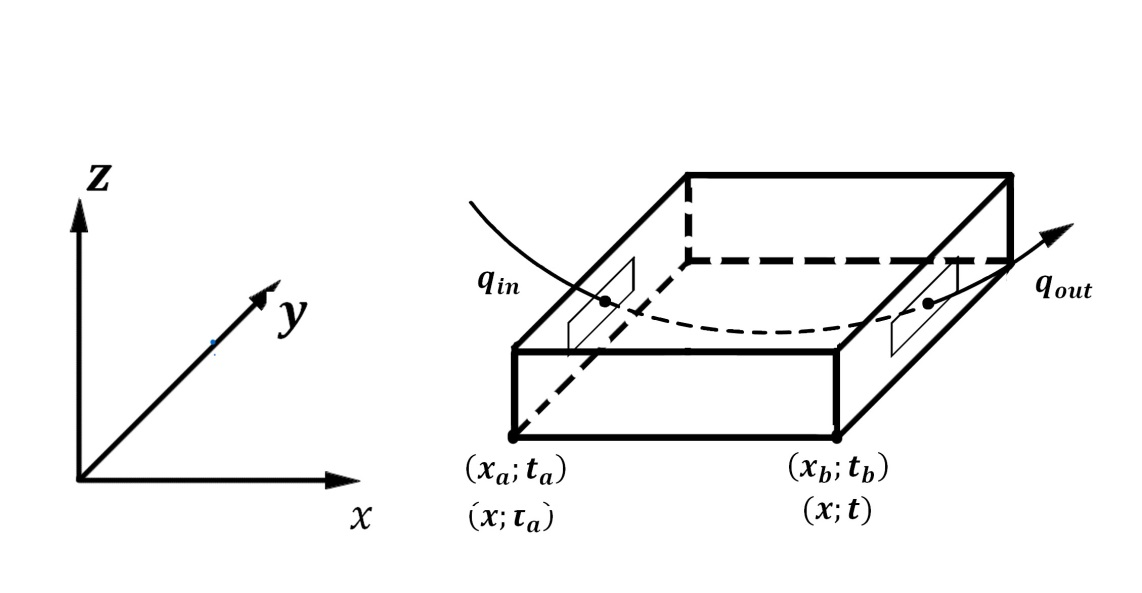 z
y
x
q_in
q_out
(x_a; t_a)
(x; τ_a)
(x_b; t_b)
(x; t)